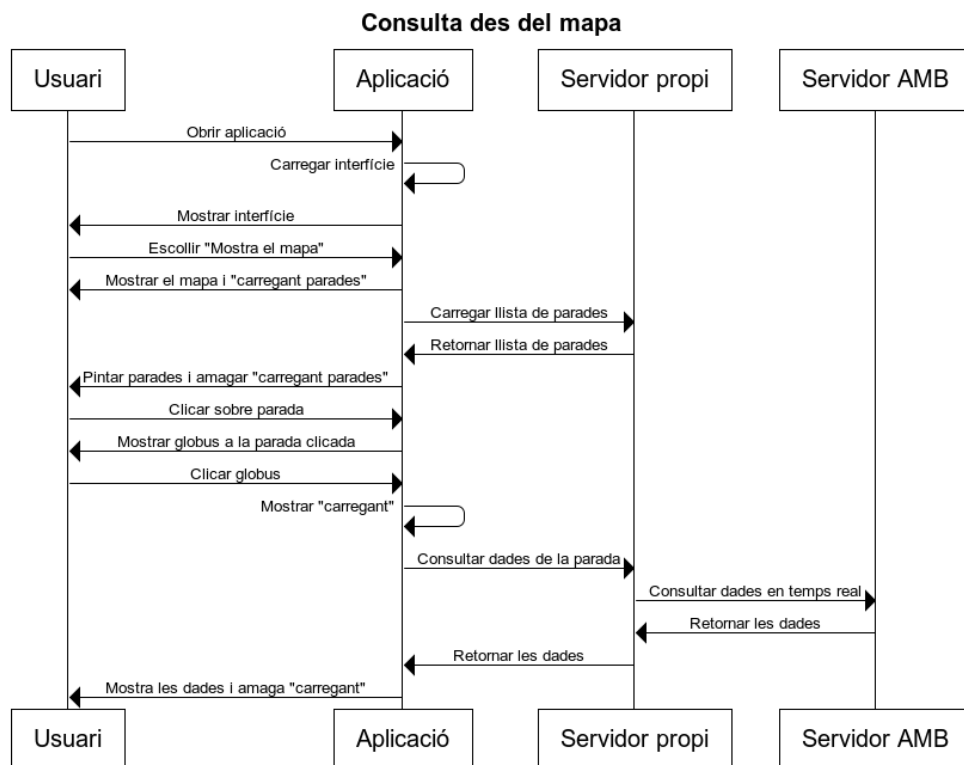 Consulta des del mapa
Usuari
Aplicació
Servidor propi
Servidor AMB
Obrir aplicació
Carregar interfície
Mostrar interfície
Escollir "Mostra el mapa"
Mostrar el mapa i "carregant parades"
Carregar llista de parades
Retornar llista de parades
Pintar parades i amagar "carregant parades"
Clicar sobre parada
Mostrar globus a la parada clicada
Clicar globus
Mostrar "carregant"
Consultar dades de la parada
Consultar dades en temps real
Retornar les dades
Retornar les dades
Mostra les dades i amaga "carregant"
Usuari
Aplicació
Servidor propi
Servidor AMB